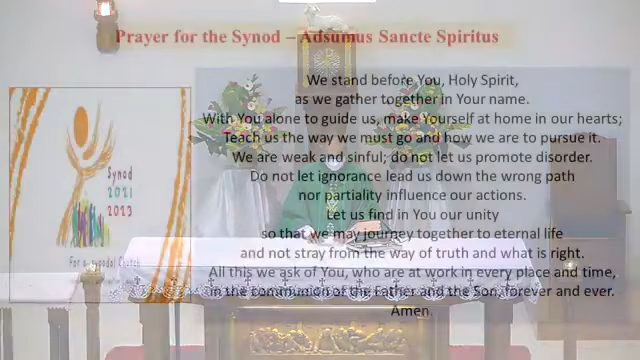 Prayer for the Synod – Adsumus Sancte Spiritus
We stand before You, Holy Spirit,
as we gather together in Your name.
With You alone to guide us, make Yourself at home in our hearts;
Teach us the way we must go and how we are to pursue it.
We are weak and sinful; do not let us promote disorder.
Do not let ignorance lead us down the wrong path
nor partiality influence our actions.
Let us find in You our unity
so that we may journey together to eternal life
and not stray from the way of truth and what is right.
All this we ask of You, who are at work in every place and time,
in the communion of the Father and the Son, forever and ever.
Amen.
Synod
2021
2023
For a synodal Church